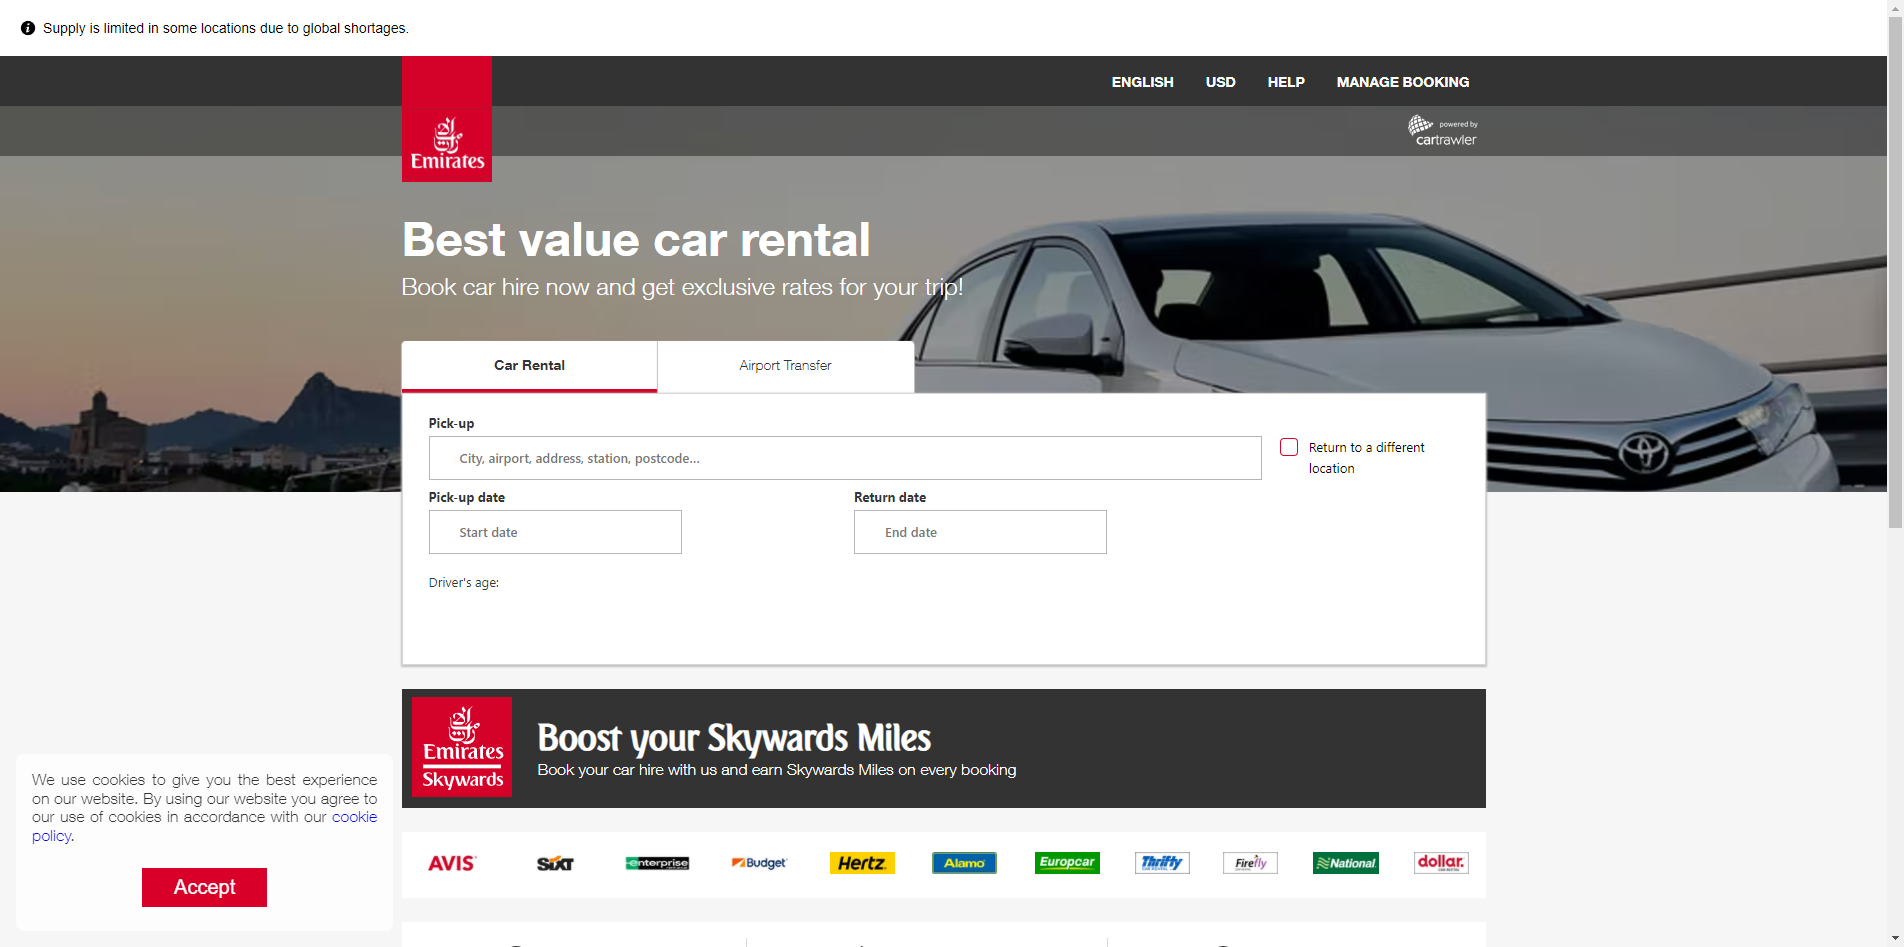 Supply is limited in some locations due to global shortages.
ENGLISH USD HELP MANAGE BOOKING
Emirates
powered by
cartrawler
Best value car rental
Book car hire now and get exclusive rates for your trip!
Car Rental Airport Transfer
Pick-up
City, airport, address, station, postcode...
Return to a different
location
Pick-up date Return date
Start date End date
Driver's age:
Emirates
Skywards
Boost your Skywards Miles
Book your car hire with us and earn Skywards Miles on every booking
We use cookies to give you the best experience
on our website. By using our website you agree to
our use of cookies in accordance with our cookie
policy.
Accept
AVIS SIXT enterprise Budget Hertz Alamo Europcar Thrifty Firefly National dollar.